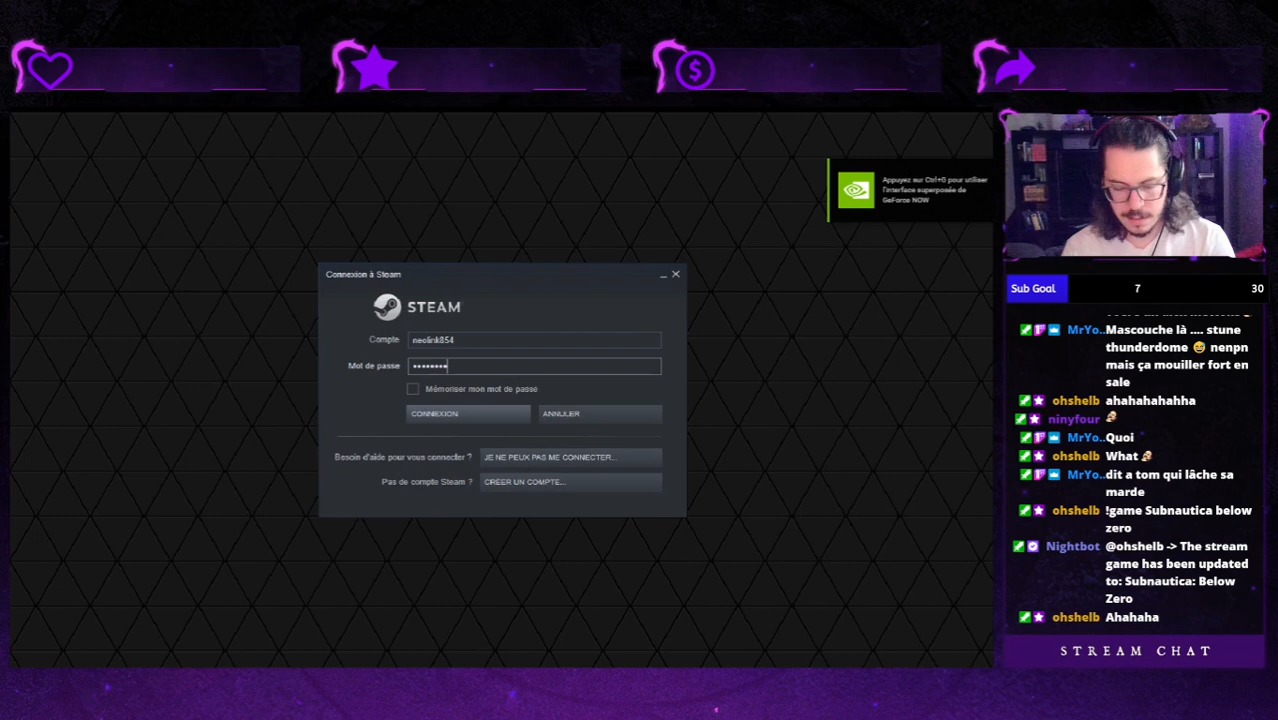 Appuyez sur Ctrl+G pour utiliser
l'interface superposée de
GeForce NOW
Connexion à Steam
STEAM
Compte
neolink854
Mot de passe
••••••••
Mémoriser mon mot de passe
CONNEXION
ANNULER
Besoin d'aide pour vous connecter ?
JE NE PEUX PAS ME CONNECTER...
Pas de compte Steam ?
CRÉER UN COMPTE...
Sub Goal 7 30
MrYo.. Mascouche là .... stune
thunderdome 😅 nenpn
mais ça mouiller fort en
sale
ohshelb ahahahahahha
ninyfour
MrYo.. Quoi
ohshelb What
MrYo.. dit a tom qui lâche sa
marde
ohshelb !game Subnautica below
zero
Nightbot @ohshelb -> The stream
game has been updated
to: Subnautica: Below
Zero
ohshelb Ahahaha
STREAM CHAT